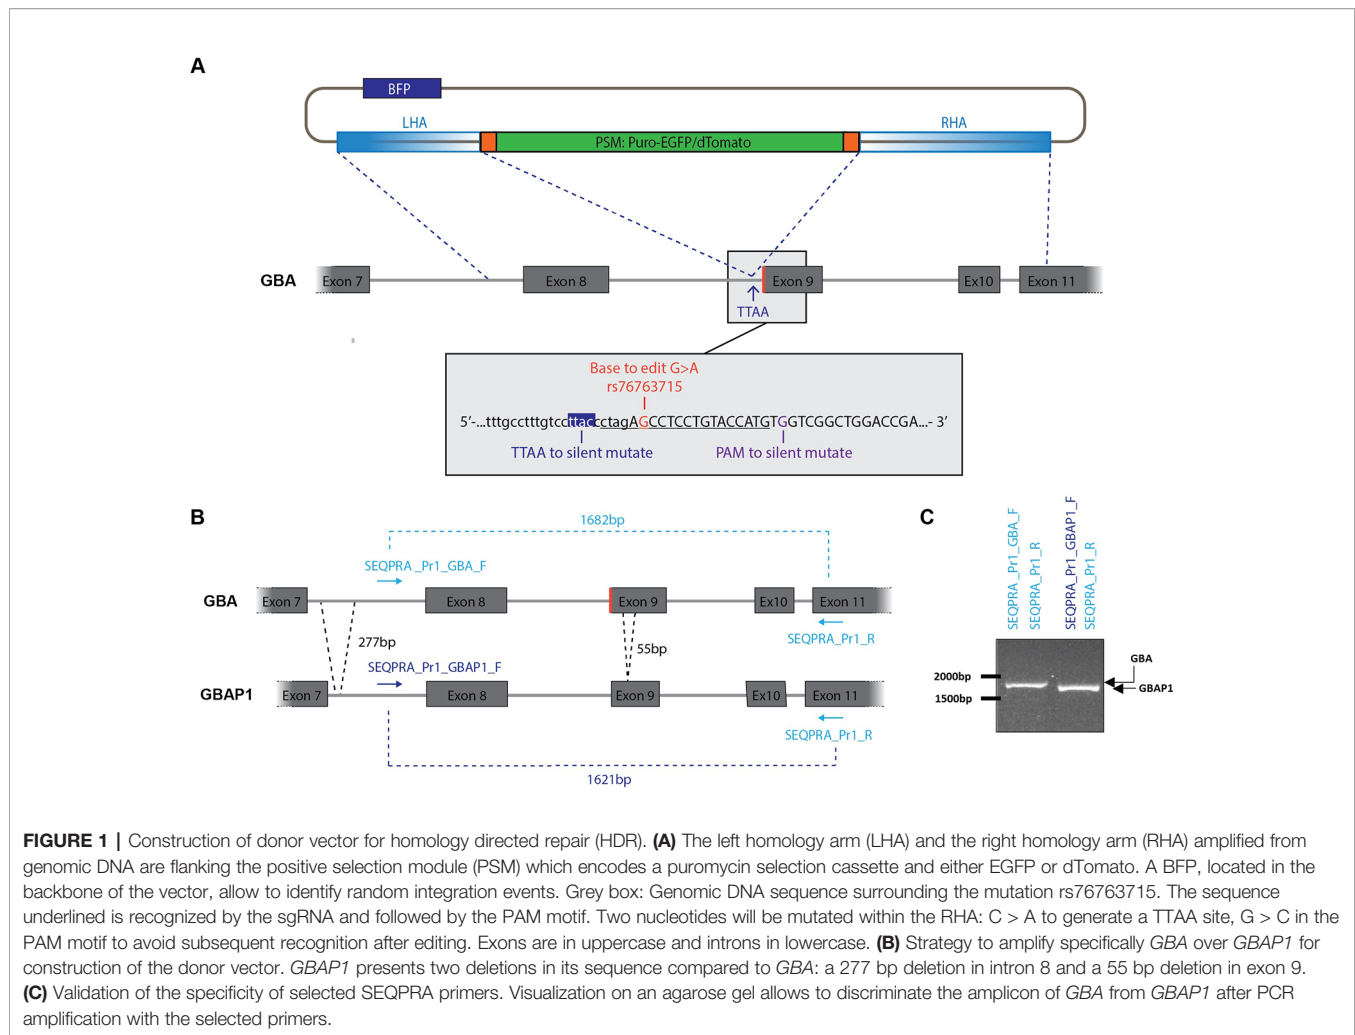 A
BFP
LHA
RHA
PSM: Puro-EGFP/dTomato
GBA
Exon 7
Exon 8
Exon 9
Ex10
Exon 11
TTAA
Base to edit G>A
rs76763715
5’-...tttgcctttgtccttaccctagAGCCTCCTGTACCATGTGGTCGGCTGGACCGA...- 3’
TTAA to silent mutate
PAM to silent mutate
B
1682bp
SEQPRA _Pr1_GBA_F
GBA
Exon 7
Exon 8
Exon 9
Ex10
Exon 11
SEQPRA_Pr1_R
277bp
55bp
SEQPRA_Pr1_GBAP1_F
GBAP1
Exon 7
Exon 8
Exon 9
Ex10
Exon 11
SEQPRA_Pr1_R
1621bp
C
SEQPRA _Pr1_GBA_F
SEQPRA_Pr1_R
SEQPRA_Pr1_GBAP1_F
SEQPRA_Pr1_R
2000bp
1500bp
GBA
GBAP1
FIGURE 1 | Construction of donor vector for homology directed repair (HDR). (A) The left homology arm (LHA) and the right homology arm (RHA) amplified from
genomic DNA are flanking the positive selection module (PSM) which encodes a puromycin selection cassette and either EGFP or dTomato. A BFP, located in the
backbone of the vector, allow to identify random integration events. Grey box: Genomic DNA sequence surrounding the mutation rs76763715. The sequence
underlined is recognized by the sgRNA and followed by the PAM motif. Two nucleotides will be mutated within the RHA: C > A to generate a TTAA site, G > C in the
PAM motif to avoid subsequent recognition after editing. Exons are in uppercase and introns in lowercase. (B) Strategy to amplify specifically GBA over GBAP1 for
construction of the donor vector. GBAP1 presents two deletions in its sequence compared to GBA: a 277 bp deletion in intron 8 and a 55 bp deletion in exon 9.
(C) Validation of the specificity of selected SEQPRA primers. Visualization on an agarose gel allows to discriminate the amplicon of GBA from GBAP1 after PCR
amplification with the selected primers.